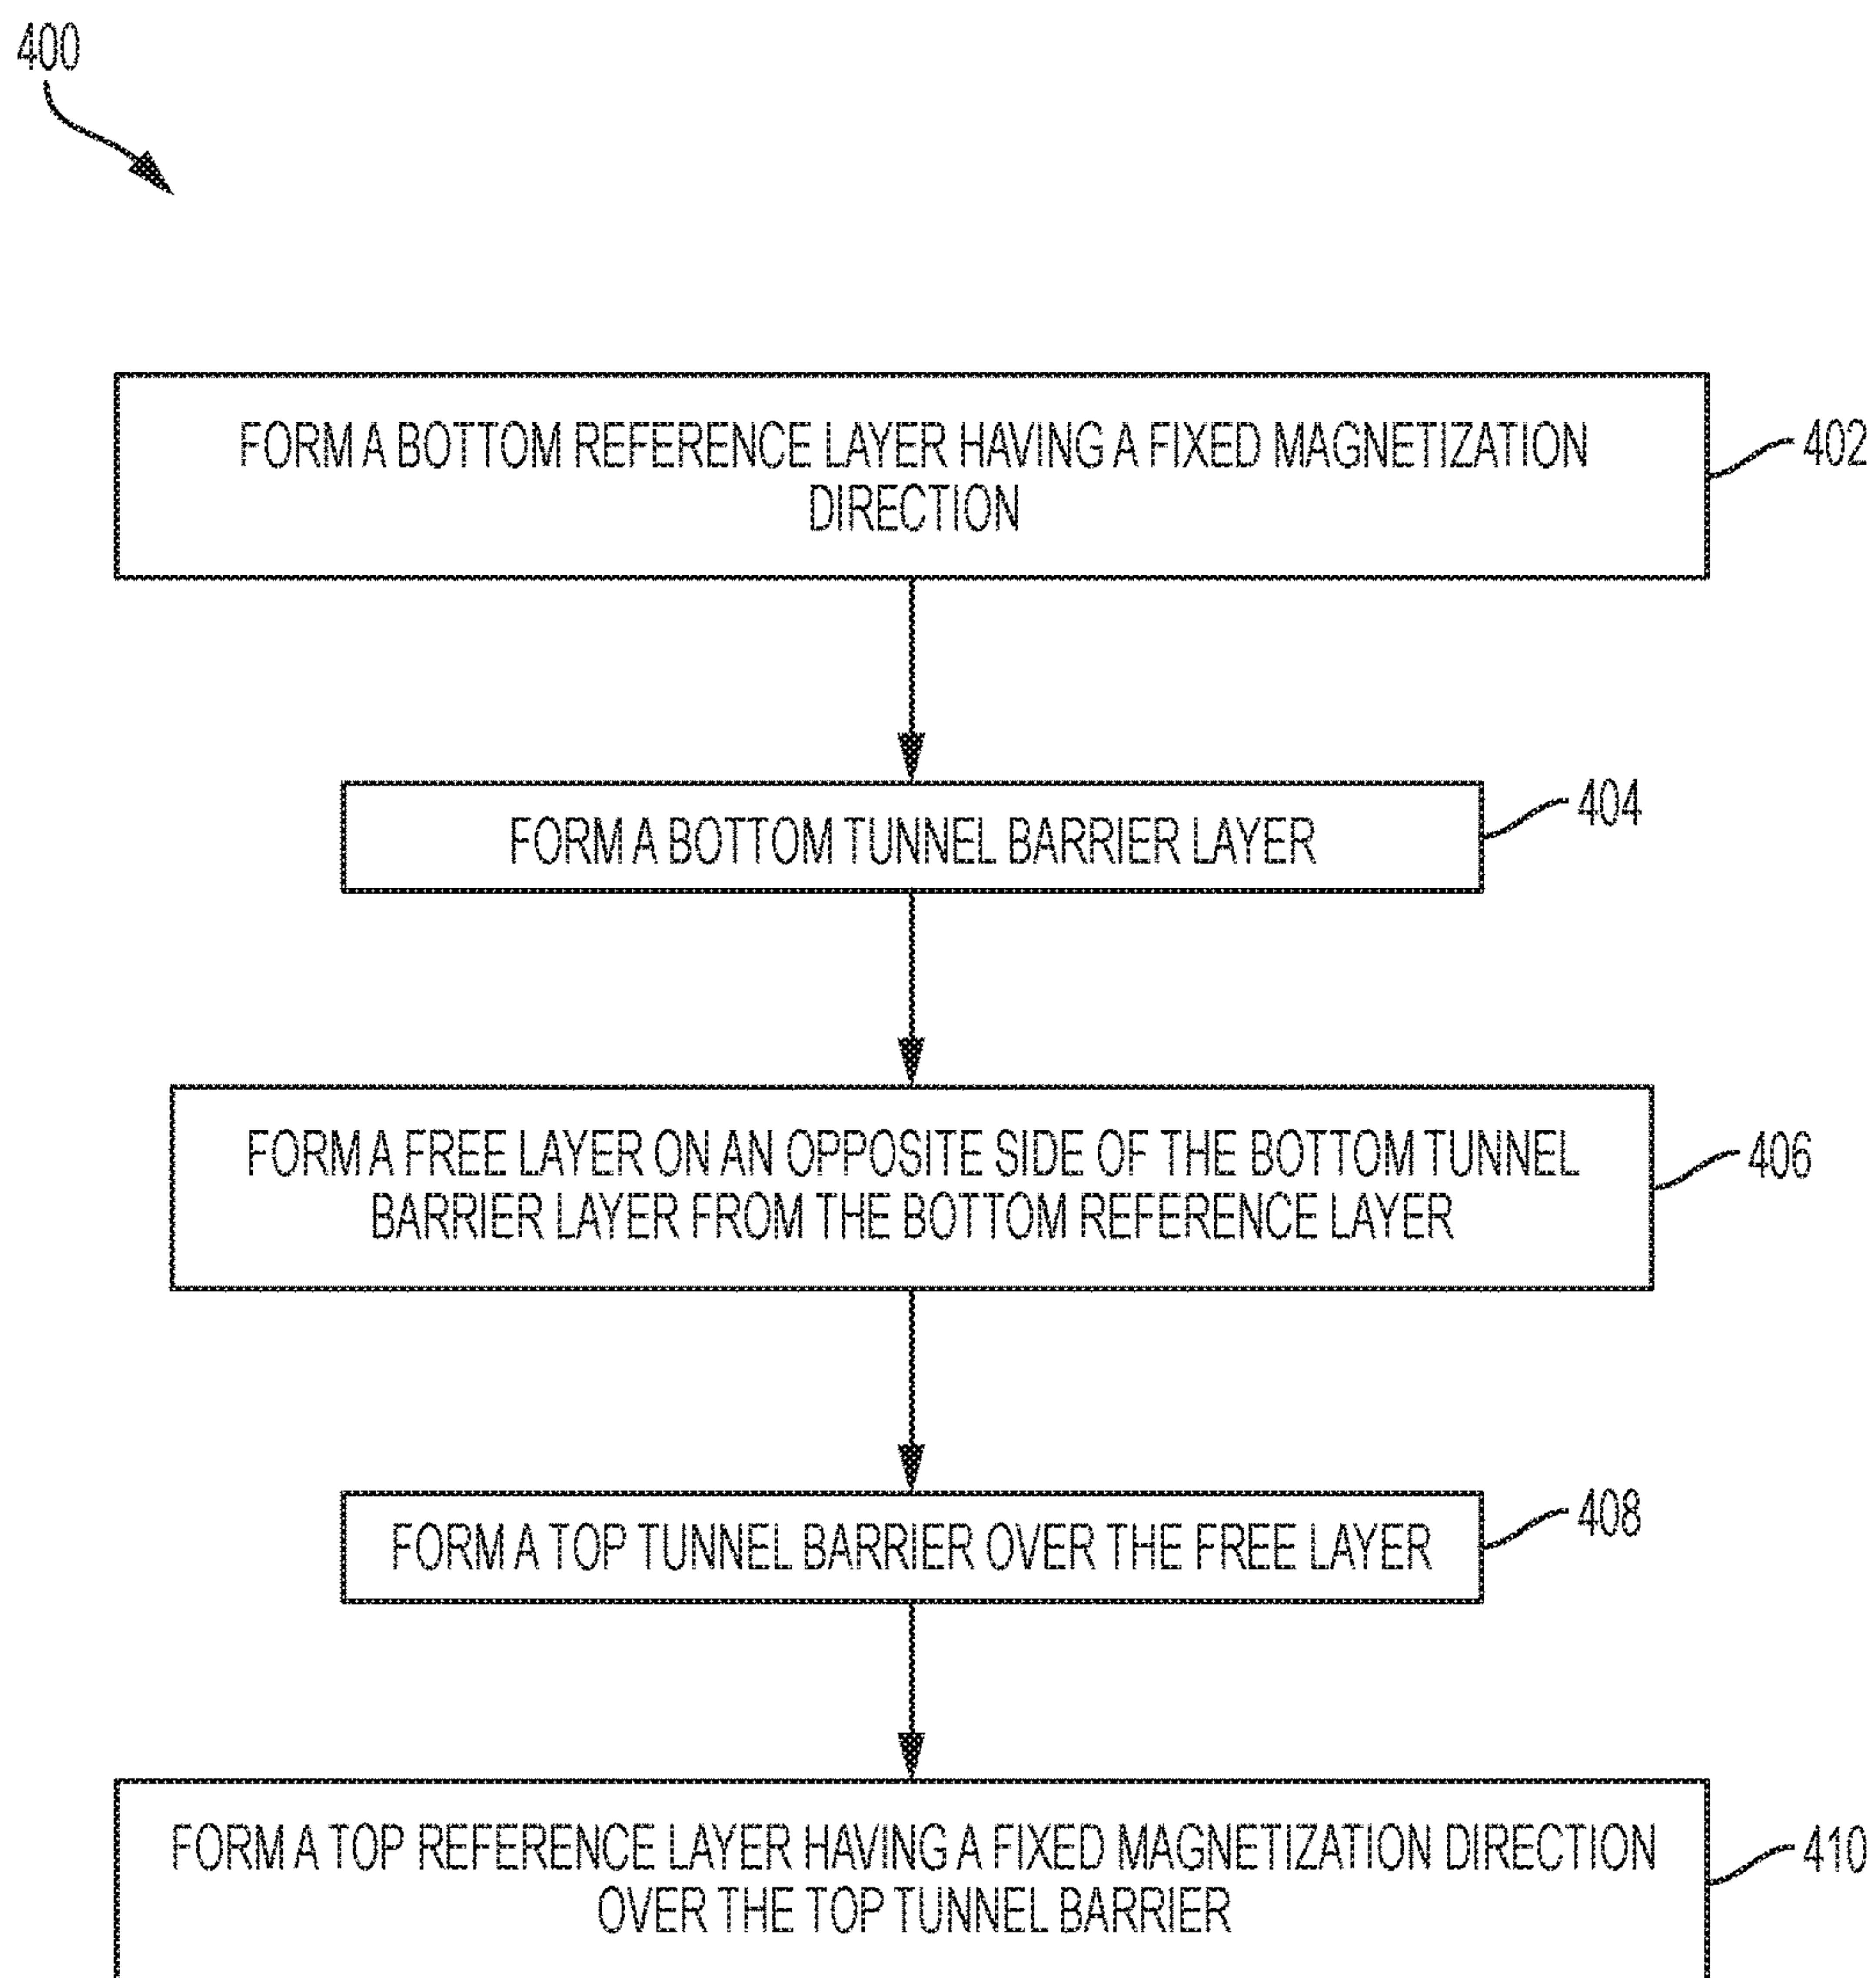 400
FORM A BOTTOM REFERENCE LAYER HAVING A FIXED MAGNETIZATION
DIRECTION
402
FORM A BOTTOM TUNNEL BARRIER LAYER
404
FORM A FREE LAYER ON AN OPPOSITE SIDE OF THE BOTTOM TUNNEL
BARRIER LAYER FROM THE BOTTOM REFERENCE LAYER
406
FORM A TOP TUNNEL BARRIER OVER THE FREE LAYER
408
FORM A TOP REFERENCE LAYER HAVING A FIXED MAGNETIZATION DIRECTION
OVER THE TOP TUNNEL BARRIER
410